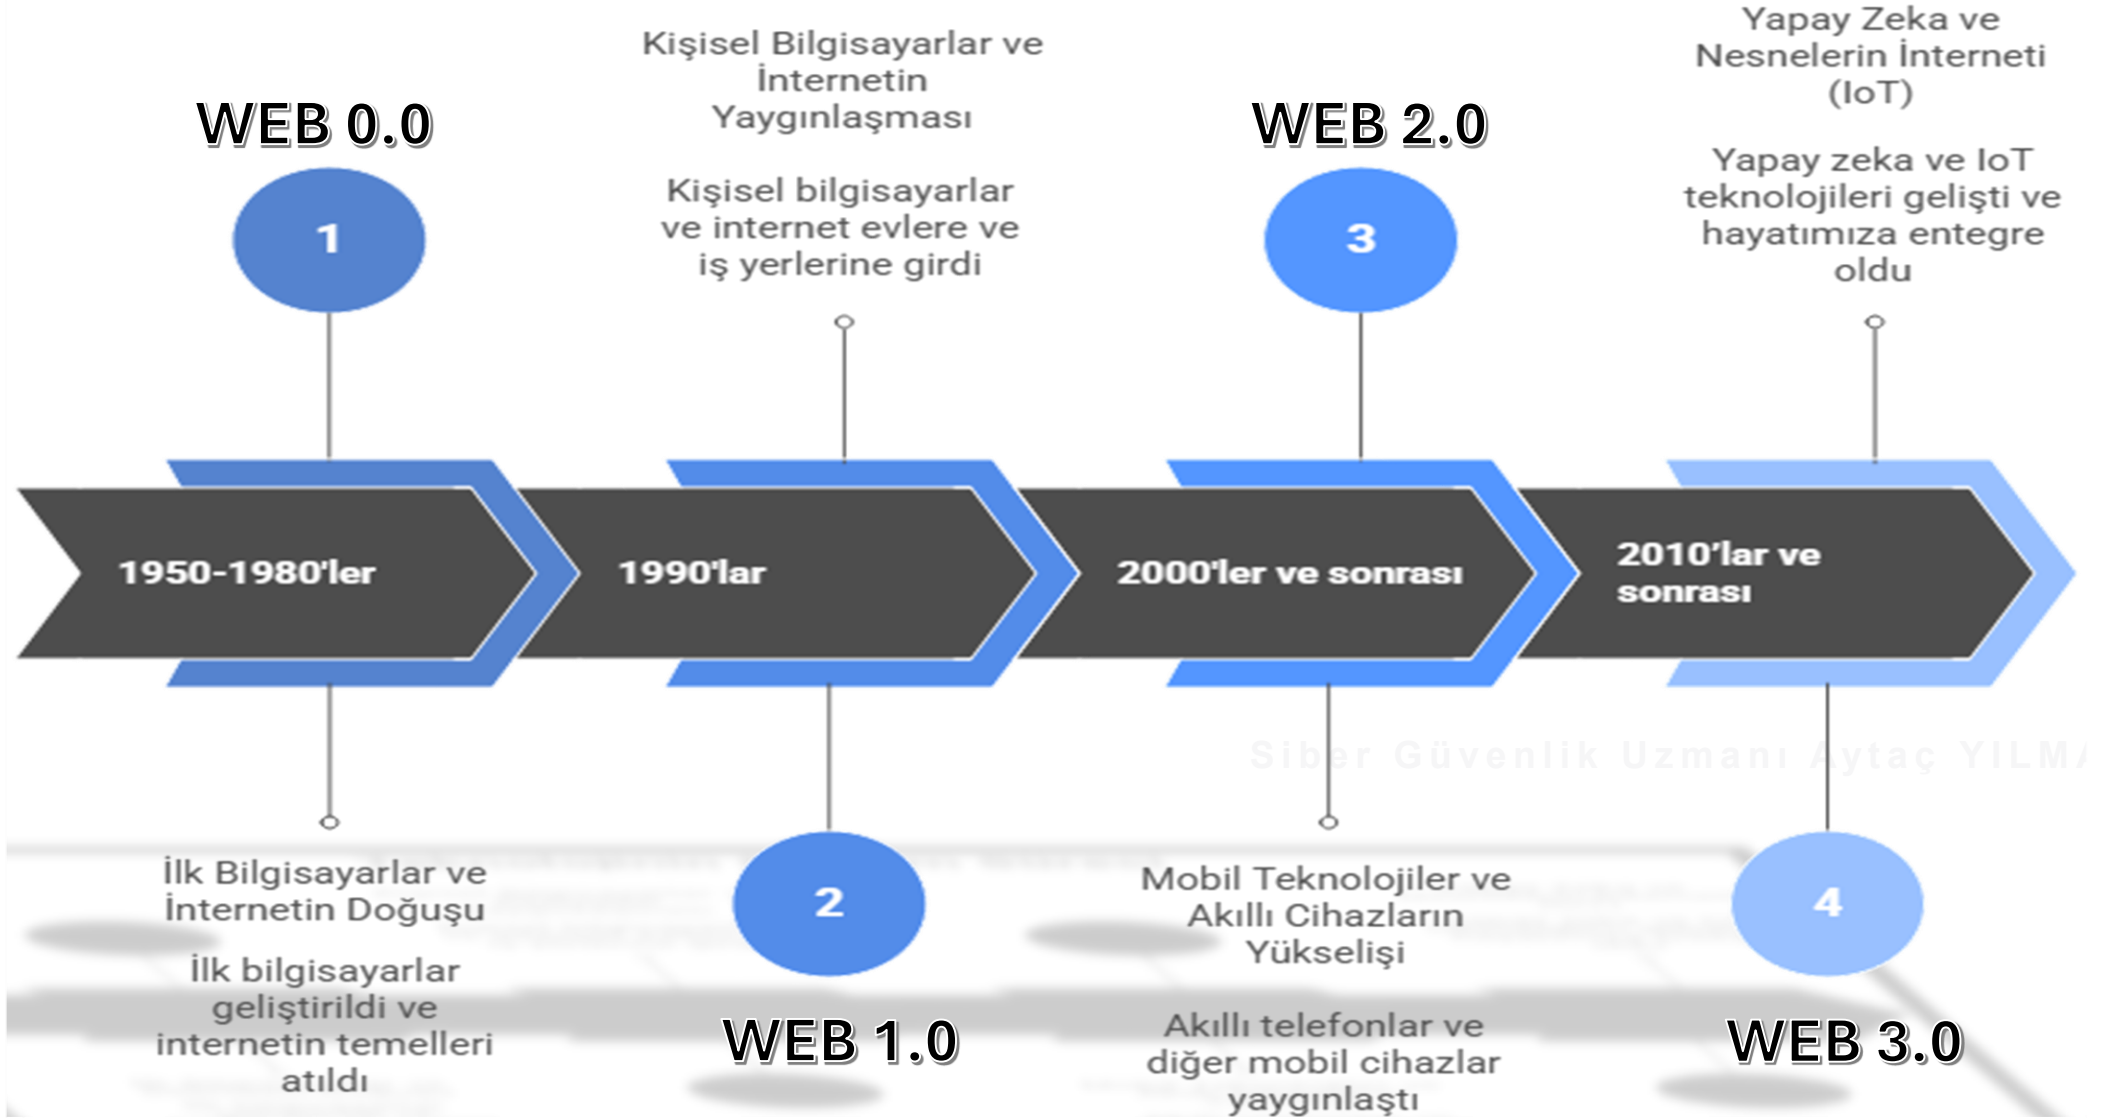 WEB 0.0
1
1950-1980'ler
İlk Bilgisayarlar ve
İnternetin Doğuşu
İlk bilgisayarlar
geliştirildi ve
internetin temelleri
atıldı
Kişisel Bilgisayarlar ve
İnternetin
Yaygınlaşması
Kişisel bilgisayarlar
ve internet evlere ve
iş yerlerine girdi
1990'lar
2
WEB 1.0
WEB 2.0
3
2000'ler ve sonrası
Mobil Teknolojiler ve
Akıllı Cihazların
Yükselişi
Akıllı telefonlar ve
diğer mobil cihazlar
yaygınlaştı
Yapay Zeka ve
Nesnelerin İnterneti
(IoT)
Yapay zeka ve IoT
teknolojileri gelişti ve
hayatımıza entegre
oldu
2010'lar ve
sonrası
4
WEB 3.0
Siber Güvenlik Uzmanı Aytaç